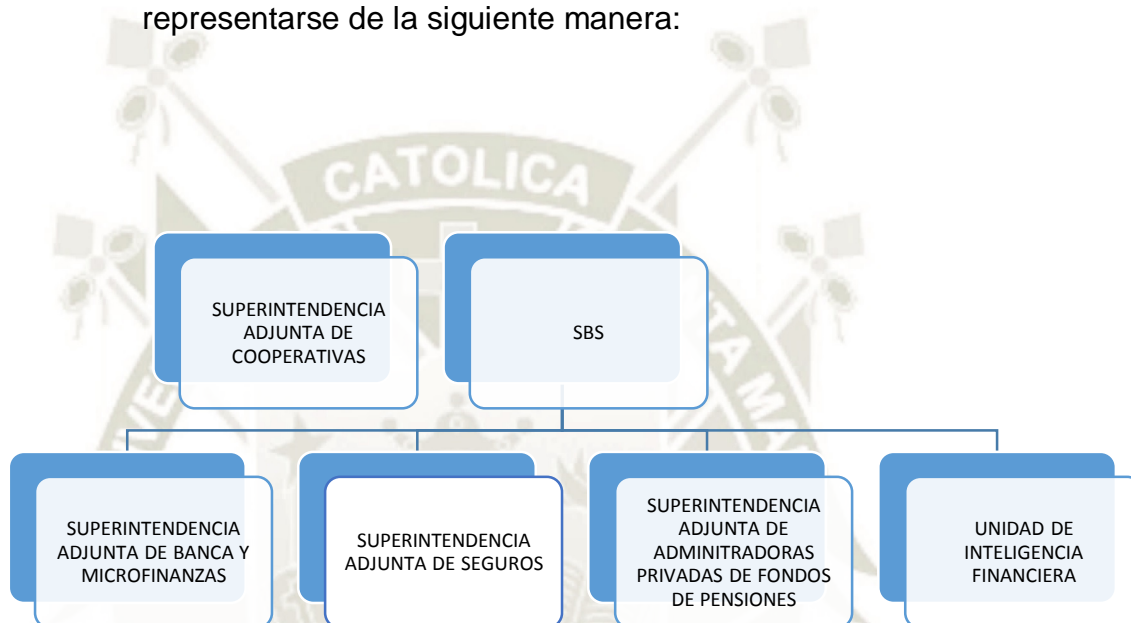 representarse de la siguiente manera:
CATOLICA
SUPERINTENDENCIA
ADJUNTA DE
COOPERATIVAS
SBS
SUPERINTENDENCIA
ADJUNTA DE BANCA Y
MICROFINANZAS
SUPERINTENDENCIA
ADJUNTA DE SEGUROS
SUPERINTENDENCIA
ADJUNTA DE
ADMINITRADORAS
PRIVADAS DE FONDOS
DE PENSIONES
UNIDAD DE
INTELIGENCIA
FINANCIERA